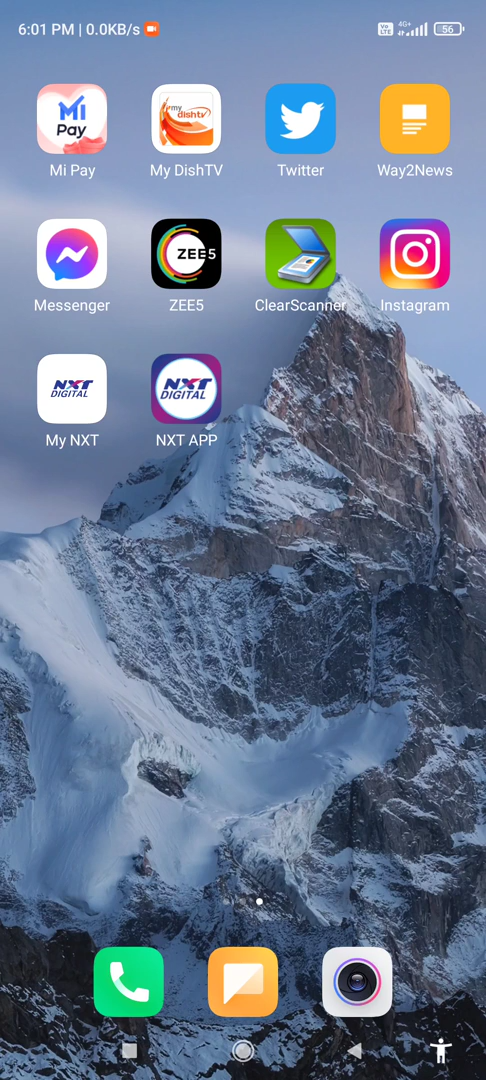 6:01 PM | 0.0KB/s
Vo LTE 4G+ 56
Mi Pay
my dishtv
Mi Pay My DishTV Twitter Way2News
ZEE5
Messenger ZEE5 ClearScanner Instagram
NXT DIGITAL NXT DIGITAL
My NXT NXT APP